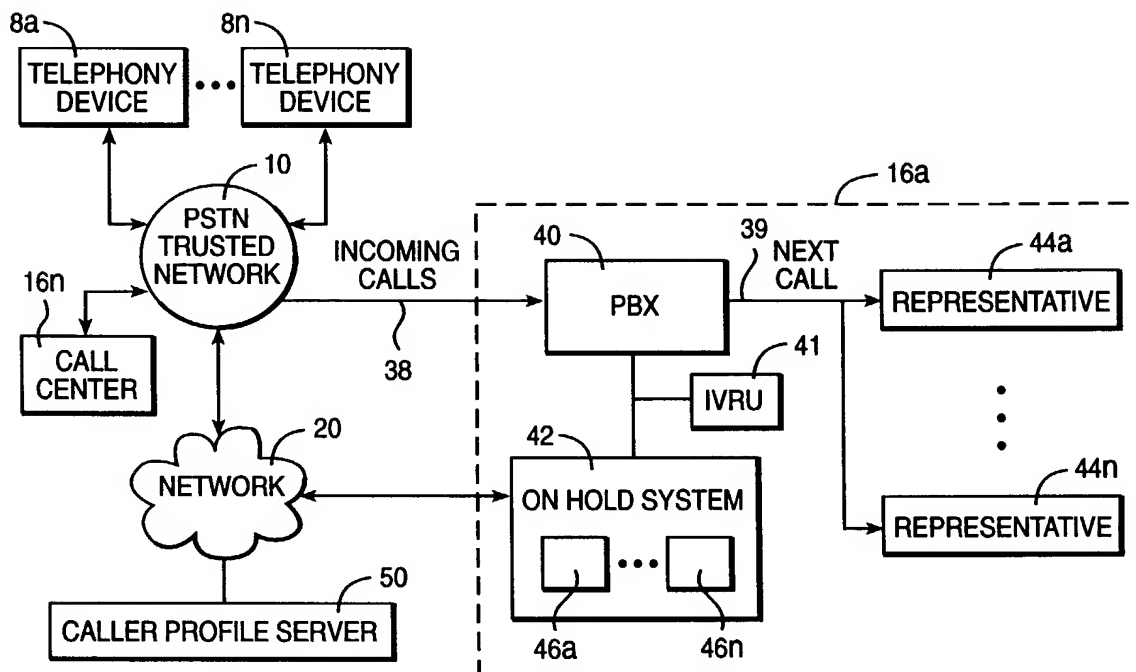 8a
8n
TELEPHONY
DEVICE
TELEPHONY
DEVICE
10
PSTN
TRUSTED
NETWORK
16n
CALL
CENTER
INCOMING
CALLS
38
16a
40
PBX
39
NEXT
CALL
44a
REPRESENTATIVE
41
IVRU
42
ON HOLD SYSTEM
46a
46n
44n
REPRESENTATIVE
20
NETWORK
50
CALLER PROFILE SERVER